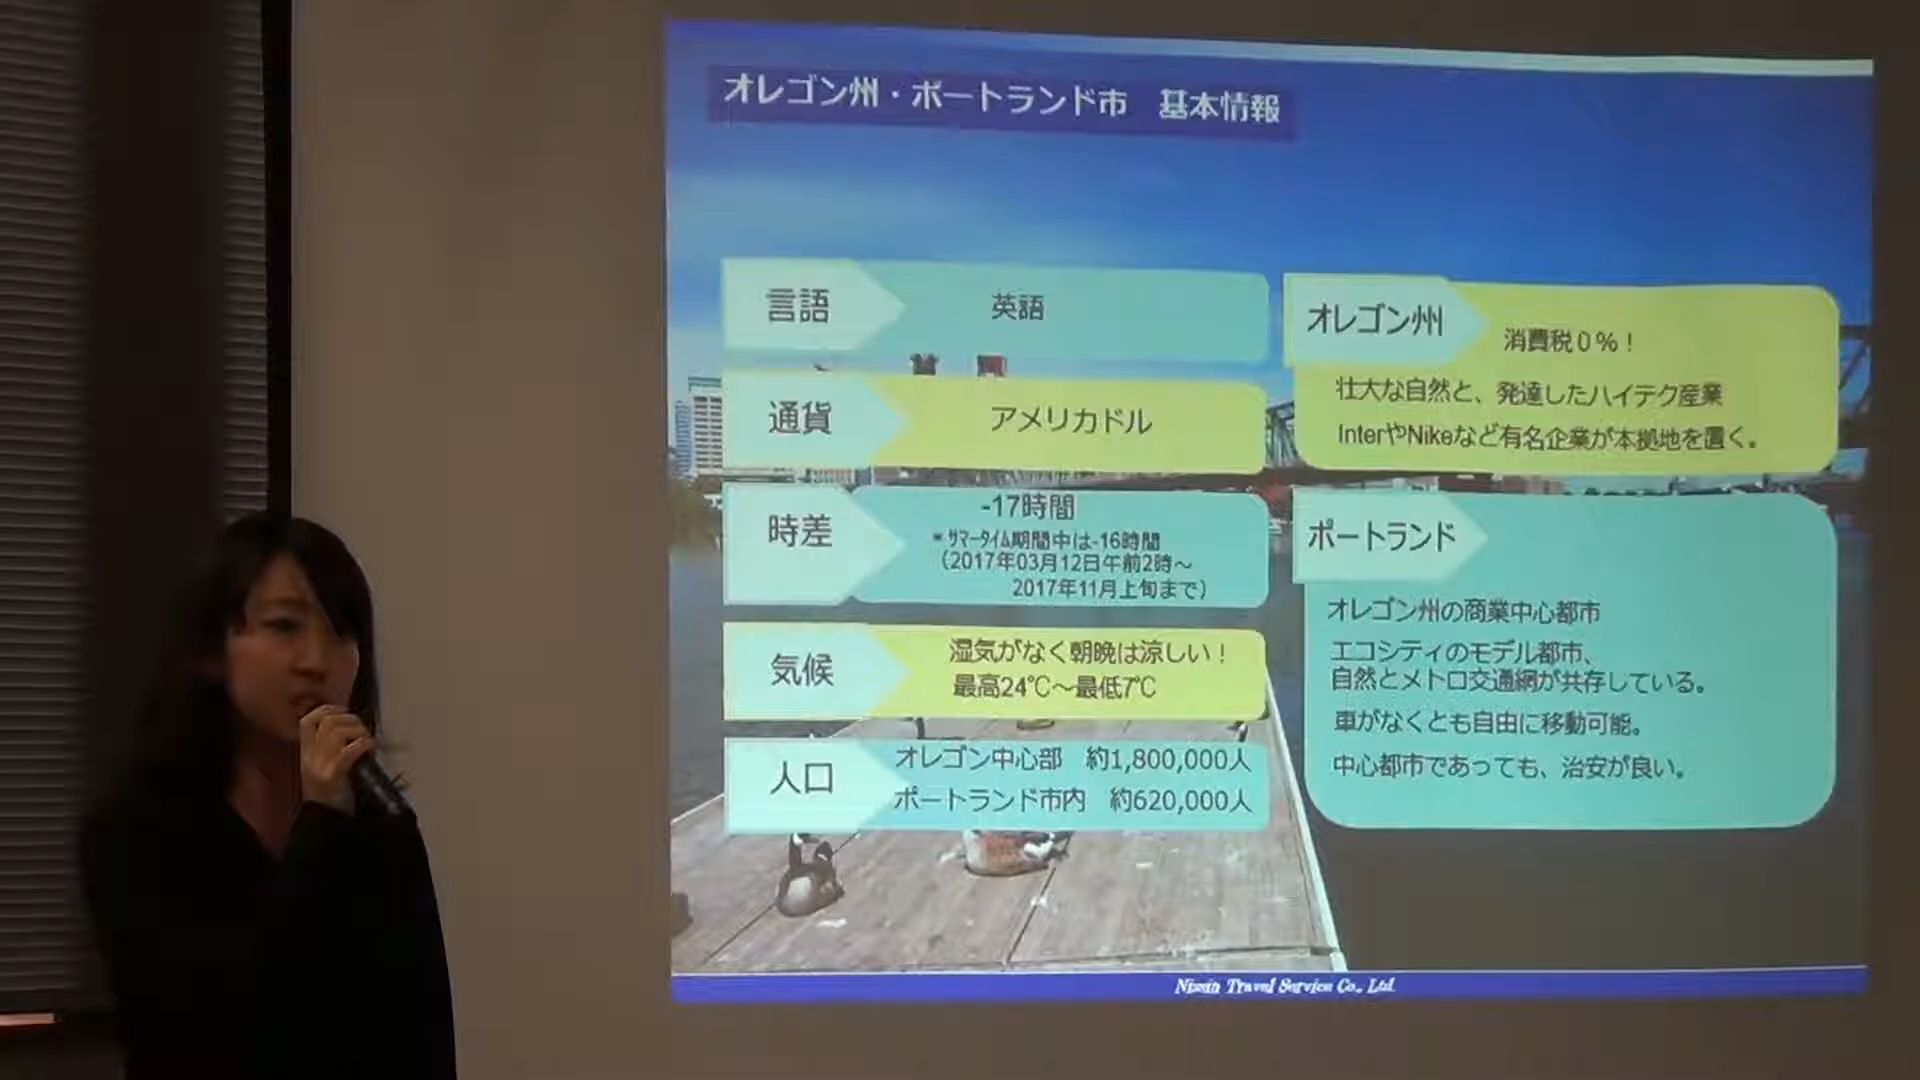 オレゴン州・ポートランド市　基本情報
言語
英語
通貨
アメリカドル
時差
-17時間
＊ｻﾏｰﾀｲﾑ期間中は-16時間
（2017年03月12日午前2時～
2017年11月上旬まで）
気候
湿気がなく朝晩は涼しい！
最高24℃～最低7℃
人口
オレゴン中心部　約1,800,000人
ポートランド市内　約620,000人
オレゴン州
消費税０％！
壮大な自然と、発達したハイテク産業
InterやNikeなど有名企業が本拠地を置く。
ポートランド
オレゴン州の商業中心都市
エコシティのモデル都市、
自然とメトロ交通網が共存している。
車がなくとも自由に移動可能。
中心都市であっても、治安が良い。
Nissin Travel Service Co., Ltd.